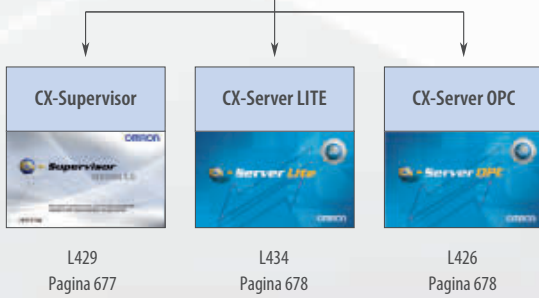 CX-Supervisor
CX-Server LITE
CX-Server OPC
OMRON
Supervisor
Server Lite
OMRON
Server OPC
OMRON
L429
L434
L426
Pagina 677
Pagina 678
Pagina 678